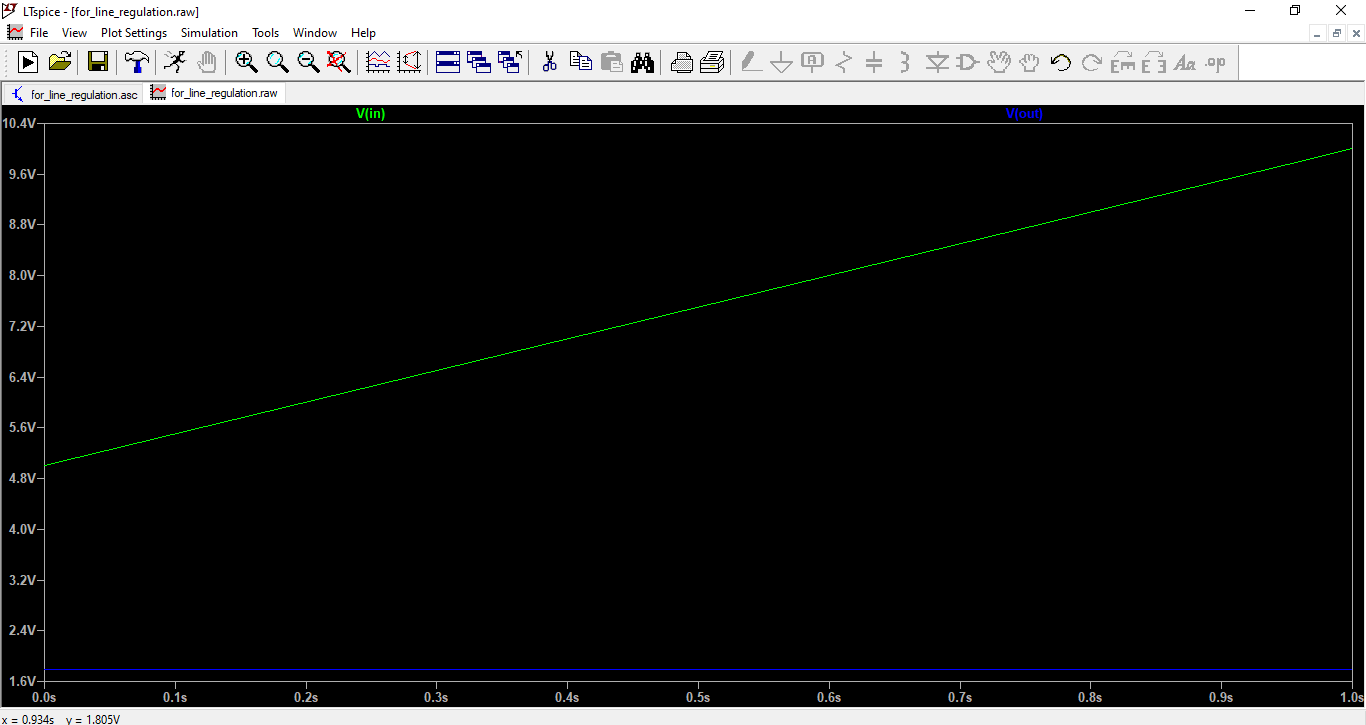 LTspice - [for_line_regulation.raw]
File View Plot Settings Simulation Tools Window Help
for_line_regulation.asc for_line_regulation.raw
V(in) V(out)
10.4V
9.6V
8.8V
8.0V
7.2V
6.4V
5.6V
4.8V
4.0V
3.2V
2.4V
1.6V
0.0s 0.1s 0.2s 0.3s 0.4s 0.5s 0.6s 0.7s 0.8s 0.9s 1.0s
x = 0.934s y = 1.805V